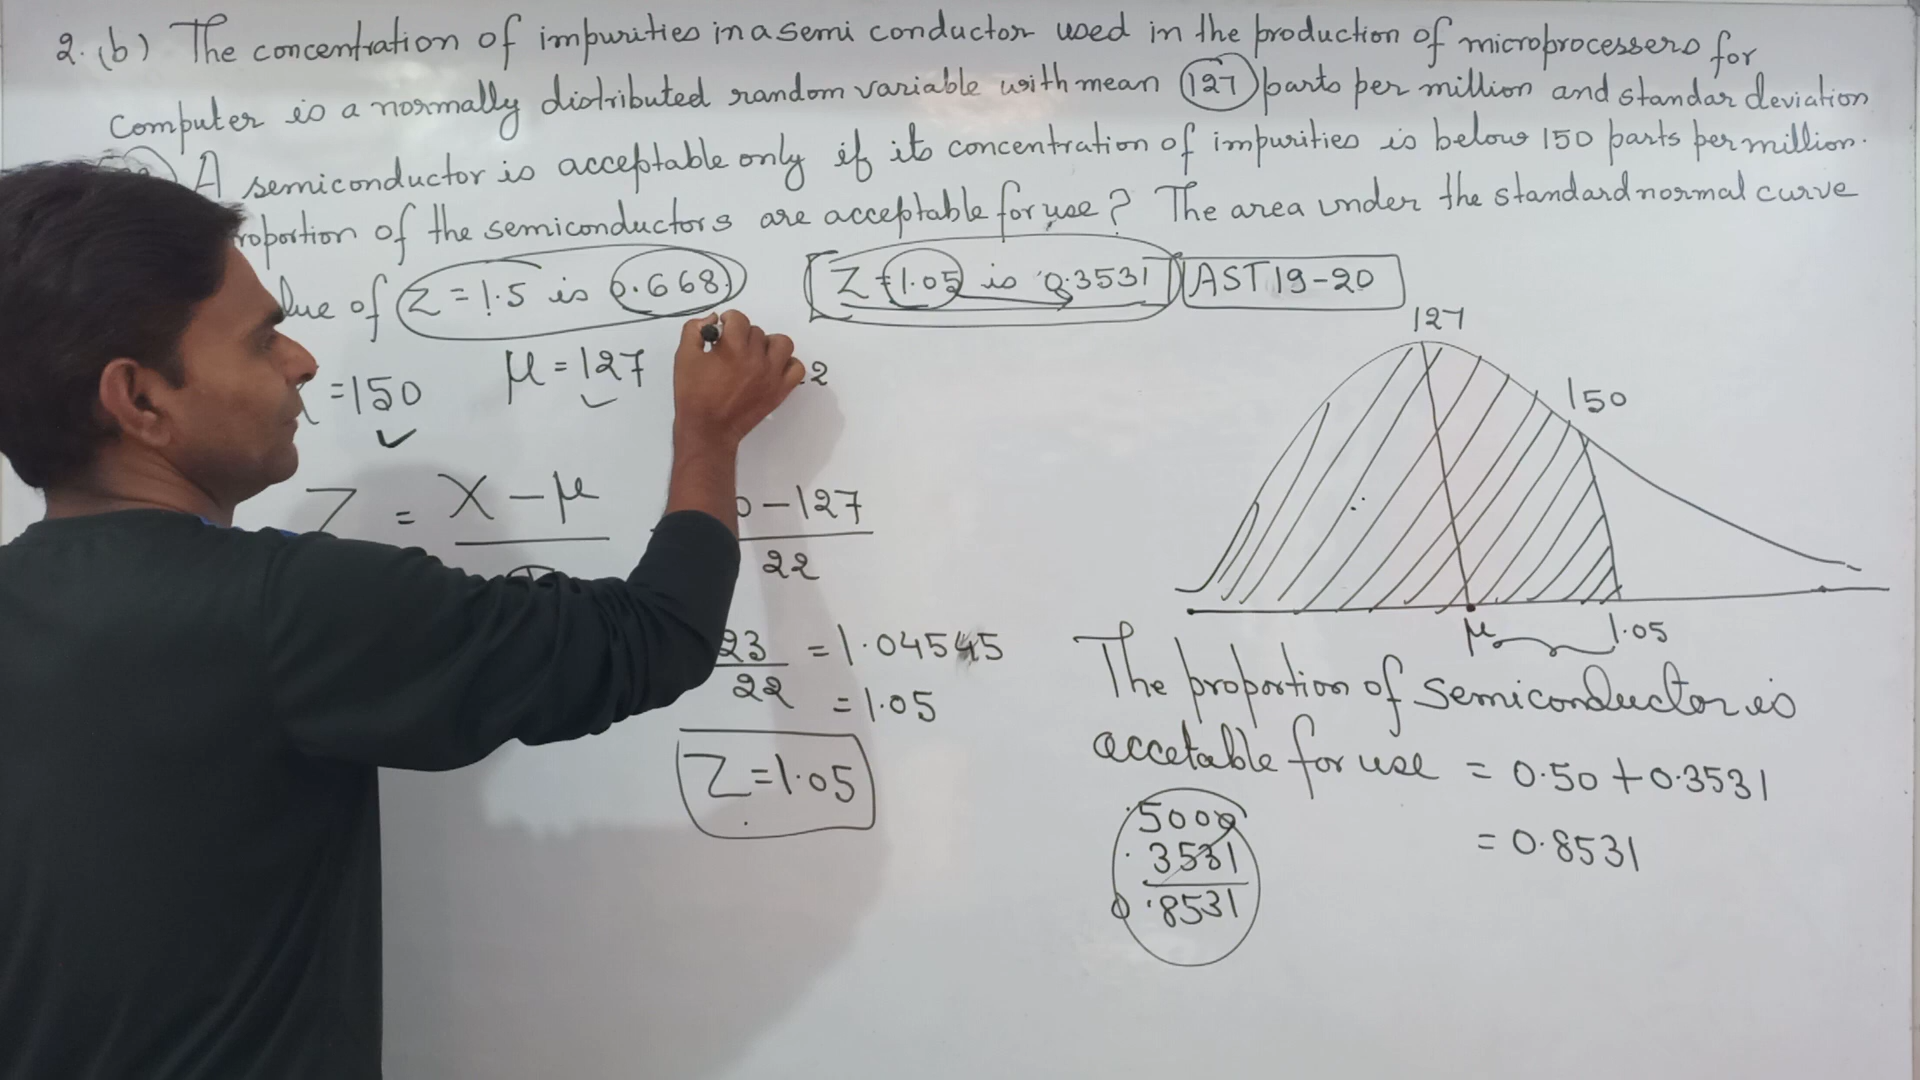 2.(b) The concentration of impurities in a semi conductor used in the production of microprocessers for
Computer is a normally distributed random variable with mean 127 parts per million and standar deviation
A semiconductor is acceptable only if its concentration of impurities is below 150 parts per million.
roportion of the semiconductors are acceptable for use? The area under the standard normal curve
lue of Z = 1.5 is 0.668. Z = 1.05 is 0.3531 AST 19-20
=150 μ = 127 2
Z = X - μ 0 - 127
22
23 = 1.04545
22 = 1.05
Z = 1.05
127
150
μ 1.05
The proportion of semiconductor is
accetable for use = 0.50 + 0.3531
= 0.8531
.5000
.3531
0.8531